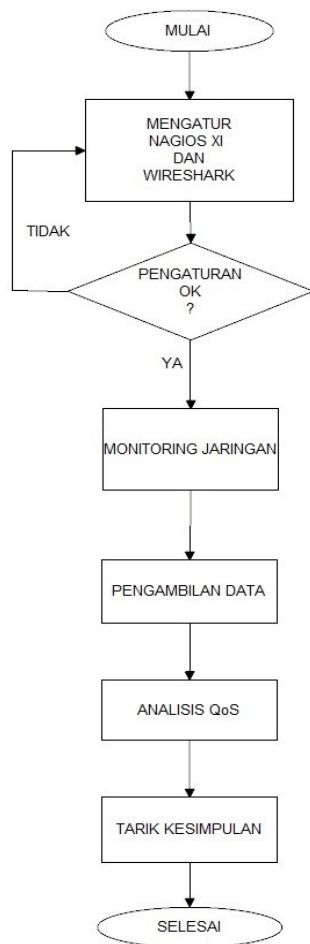 MULAI
MENGATUR
NAGIOS XI
DAN
WIRESHARK
TIDAK
PENGATURAN
OK
?
YA
MONITORING JARINGAN
PENGAMBILAN DATA
ANALISIS QoS
TARIK KESIMPULAN
SELESAI